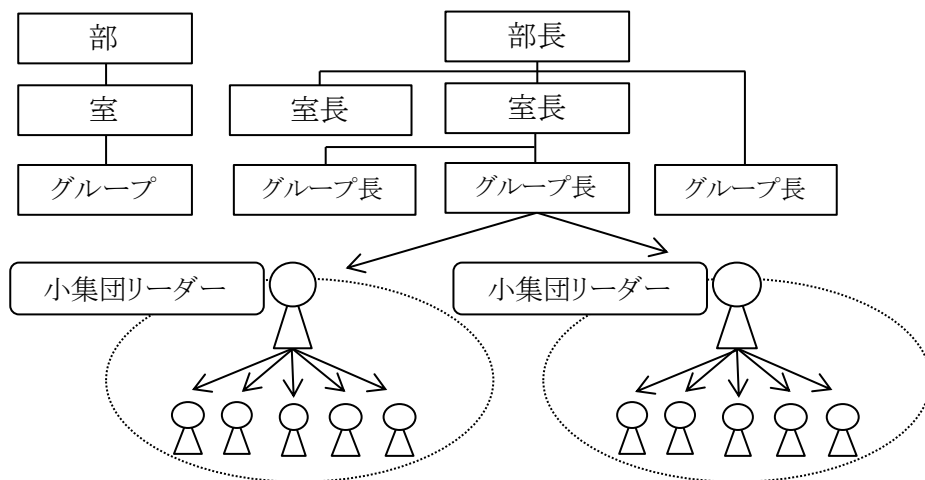 部
部長
室
室長
室長
グループ
グループ長
グループ長
グループ長
小集団リーダー
小集団リーダー